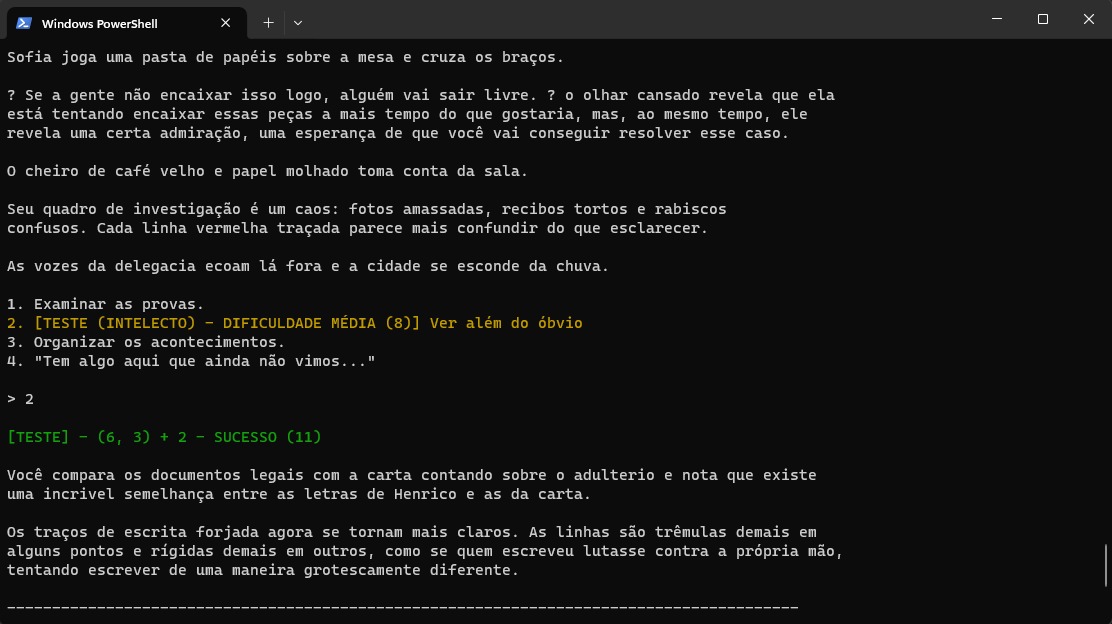 Windows PowerShell
Sofia joga uma pasta de papéis sobre a mesa e cruza os braços.
? Se a gente não encaixar isso logo, alguém vai sair livre. ? o olhar cansado revela que ela
está tentando encaixar essas peças a mais tempo do que gostaria, mas, ao mesmo tempo, ele
revela uma certa admiração, uma esperança de que você vai conseguir resolver esse caso.
O cheiro de café velho e papel molhado toma conta da sala.
Seu quadro de investigação é um caos: fotos amassadas, recibos tortos e rabiscos
confusos. Cada linha vermelha traçada parece mais confundir do que esclarecer.
As vozes da delegacia ecoam lá fora e a cidade se esconde da chuva.
1. Examinar as provas.
2. [TESTE (INTELECTO) - DIFICULDADE MÉDIA (8)] Ver além do óbvio
3. Organizar os acontecimentos.
4. "Tem algo aqui que ainda não vimos..."
> 2
[TESTE] - (6, 3) + 2 - SUCESSO (11)
Você compara os documentos legais com a carta contando sobre o adulterio e nota que existe
uma incrivel semelhança entre as letras de Henrico e as da carta.
Os traços de escrita forjada agora se tornam mais claros. As linhas são trêmulas demais em
alguns pontos e rígidas demais em outros, como se quem escreveu lutasse contra a própria mão,
tentando escrever de uma maneira grotescamente diferente.
----------------------------------------------------------------------------------------